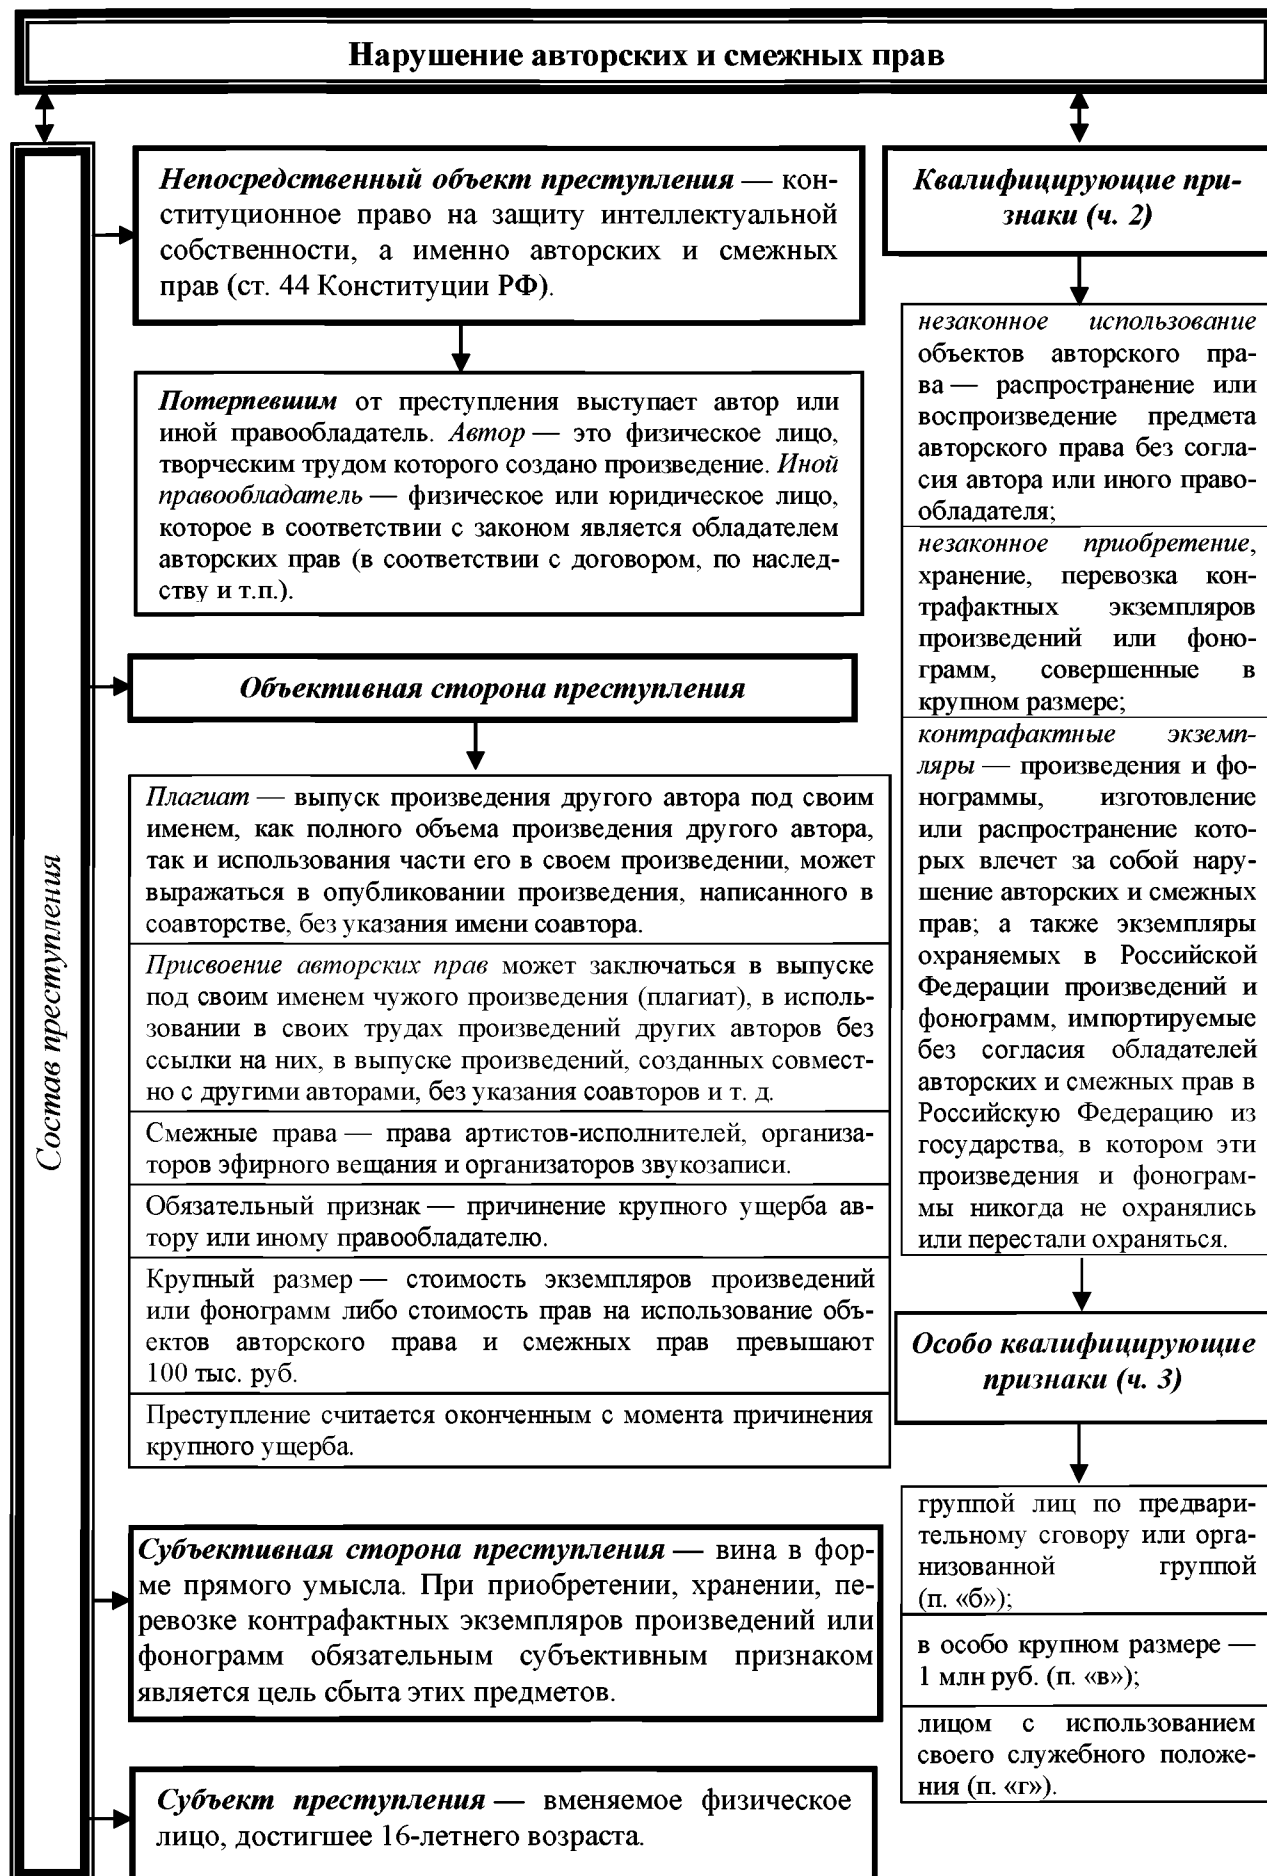 Нарушение авторских и смежных прав
Состав преступления
Непосредственный объект преступления — кон-
ституционное право на защиту интеллектуальной
собственности, а именно авторских и смежных
прав (ст. 44 Конституции РФ).
Потерпевшим от преступления выступает автор или
иной правообладатель. Автор — это физическое лицо,
творческим трудом которого создано произведение. Иной
правообладатель — физическое или юридическое лицо,
которое в соответствии с законом является обладателем
авторских прав (в соответствии с договором, по наслед-
ству и т.п.).
Объективная сторона преступления
Плагиат — выпуск произведения другого автора под своим
именем, как полного объема произведения другого автора,
так и использования части его в своем произведении, может
выражаться в опубликовании произведения, написанного в
соавторстве, без указания имени соавтора.
Присвоение авторских прав может заключаться в выпуске
под своим именем чужого произведения (плагиат), в исполь-
зовании в своих трудах произведений других авторов без
ссылки на них, в выпуске произведений, созданных совмест-
но с другими авторами, без указания соавторов и т. д.
Смежные права — права артистов-исполнителей, организа-
торов эфирного вещания и организаторов звукозаписи.
Обязательный признак — причинение крупного ущерба ав-
тору или иному правообладателю.
Крупный размер — стоимость экземпляров произведений
или фонограмм либо стоимость прав на использование объ-
ектов авторского права и смежных прав превышают
100 тыс. руб.
Преступление считается оконченным с момента причинения
крупного ущерба.
Субъективная сторона преступления — вина в фор-
ме прямого умысла. При приобретении, хранении, пе-
ревозке контрафактных экземпляров произведений или
фонограмм обязательным субъективным признаком
является цель сбыта этих предметов.
Субъект преступления — вменяемое физическое
лицо, достигшее 16-летнего возраста.
Квалифицирующие при-
знаки (ч. 2)
незаконное использование
объектов авторского пра-
ва — распространение или
воспроизведение предмета
авторского права без согла-
сия автора или иного право-
обладателя;
незаконное приобретение,
хранение, перевозка кон-
трафактных экземпляров
произведений или фоно-
грамм, совершенные в
крупном размере;
контрафактные экземп-
ляры — произведения и фо-
нограммы, изготовление
или распространение кото-
рых влечет за собой нару-
шение авторских и смежных
прав; а также экземпляры
охраняемых в Российской
Федерации произведений и
фонограмм, импортируемые
без согласия обладателей
авторских и смежных прав в
Российскую Федерацию из
государства, в котором эти
произведения и фонограм-
мы никогда не охранялись
или перестали охраняться.
Особо квалифицирующие
признаки (ч. 3)
группой лиц по предвари-
тельному сговору или орга-
низованной группой
(п. «б»);
в особо крупном размере —
1 млн руб. (п. «в»);
лицом с использованием
своего служебного положе-
ния (п. «г»).